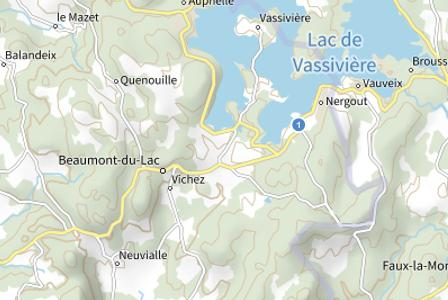 Auphelle
le Mazet
Vassivière
Lac de
Vassivière
Balandeix
Quenouille
Vauveix
Nergout
1
Beaumont-du-Lac
Vichez
Neuvialle